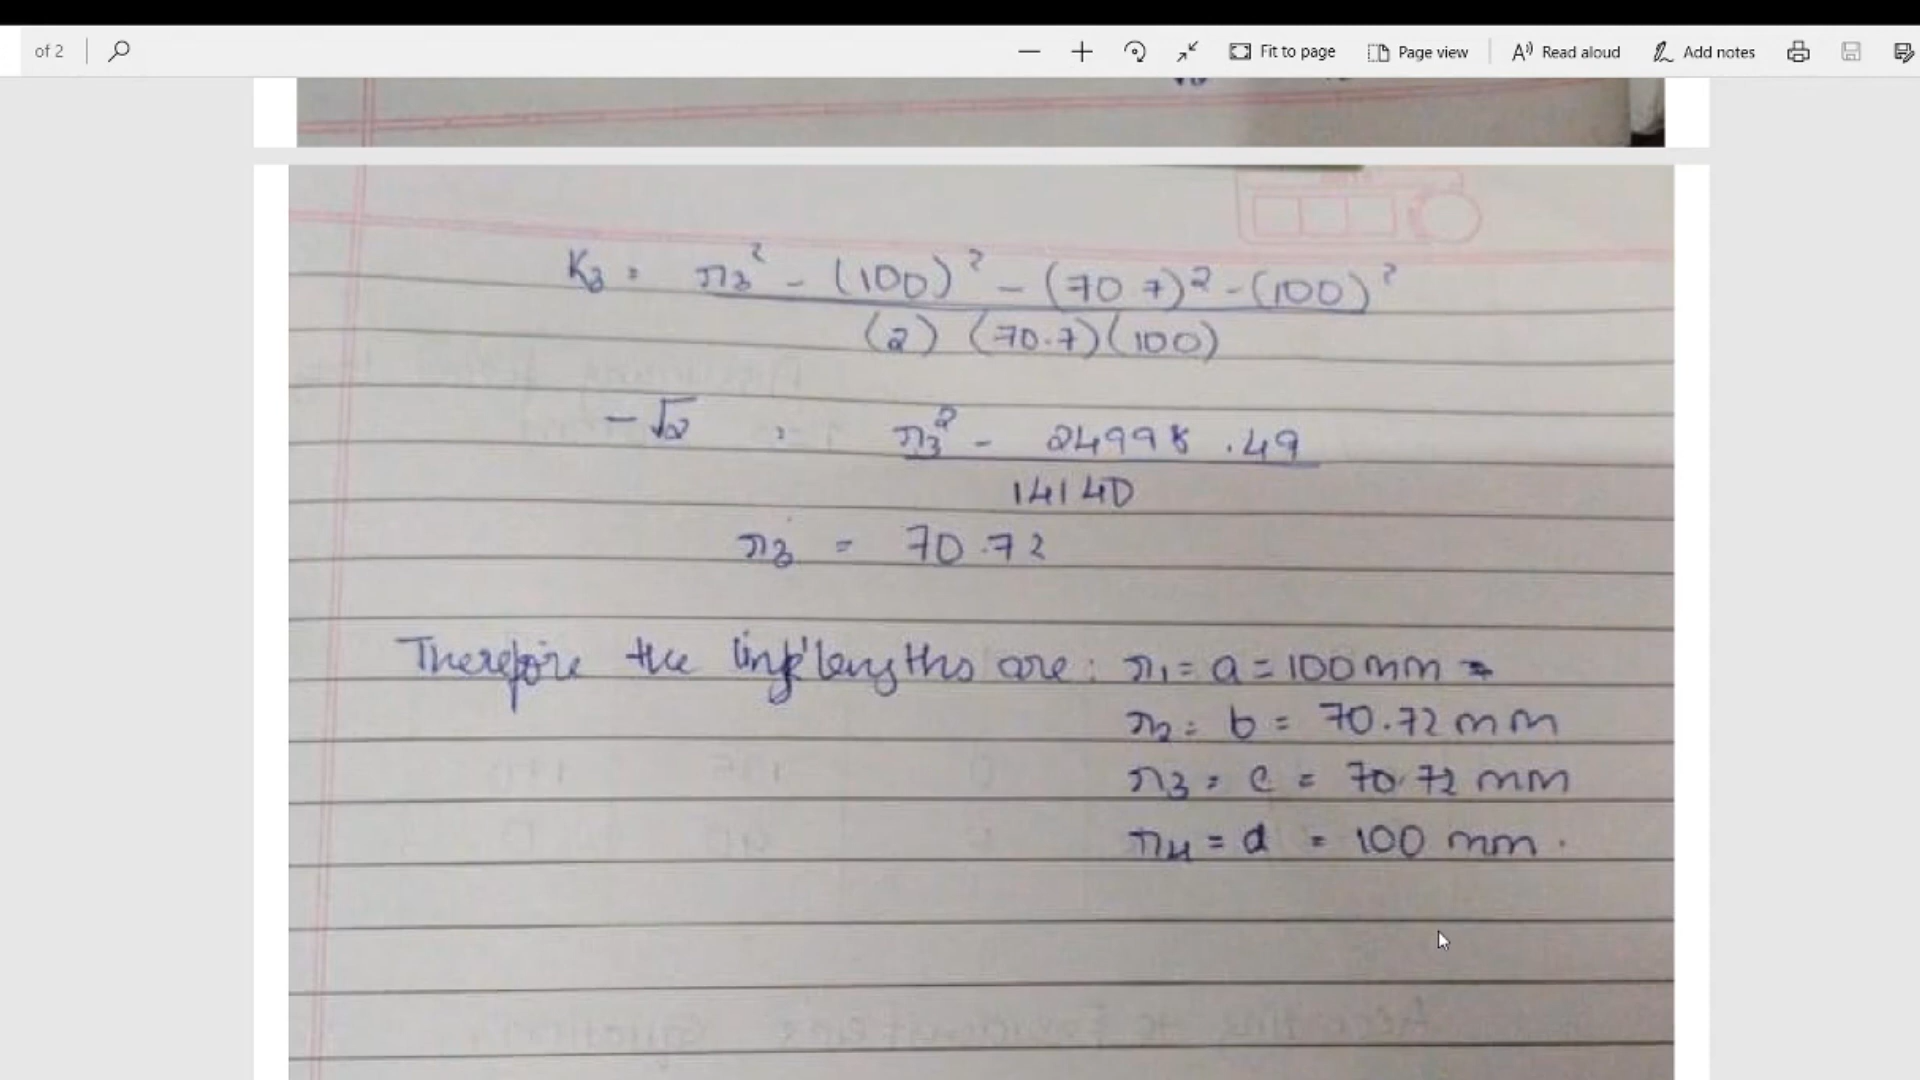 of 2 Fit to page Page view Read aloud Add notes
K3 = r3² - (100)² - (70.7)² - (100)²
(2) (70.7)(100)
-√2 = r3² - 24998.49
14140
r3 = 70.72
Therefore the link lengths are: r1 = a = 100 mm
r2 = b = 70.72 mm
r3 = c = 70.72 mm
r4 = d = 100 mm.